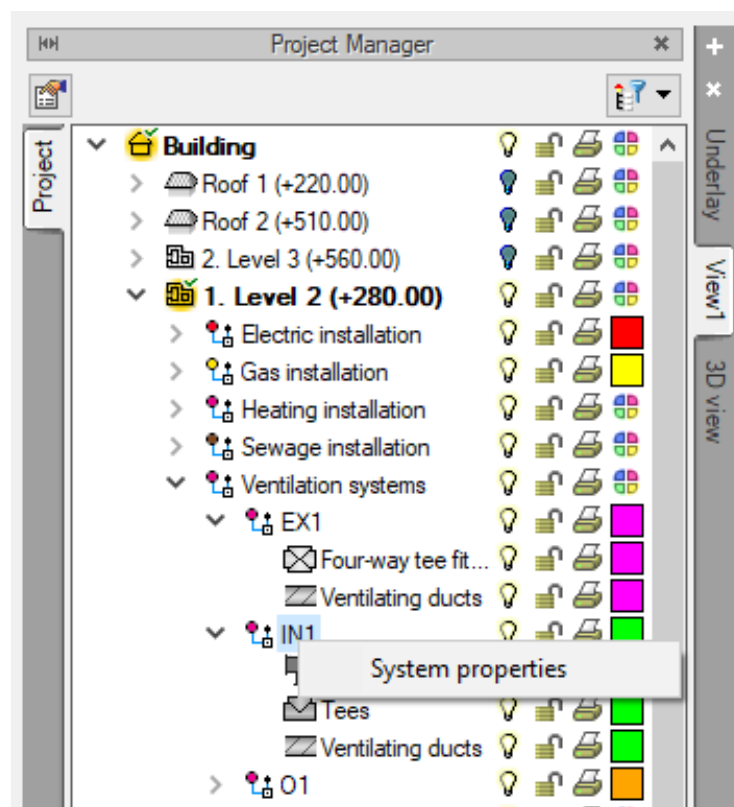 Project Manager
Project
Building
Roof 1 (+220.00)
Roof 2 (+510.00)
2. Level 3 (+560.00)
1. Level 2 (+280.00)
Electric installation
Gas installation
Heating installation
Sewage installation
Ventilation systems
EX1
Four-way tee fit...
Ventilating ducts
IN1
System properties
Tees
Ventilating ducts
O1
Underlay
View1
3D view